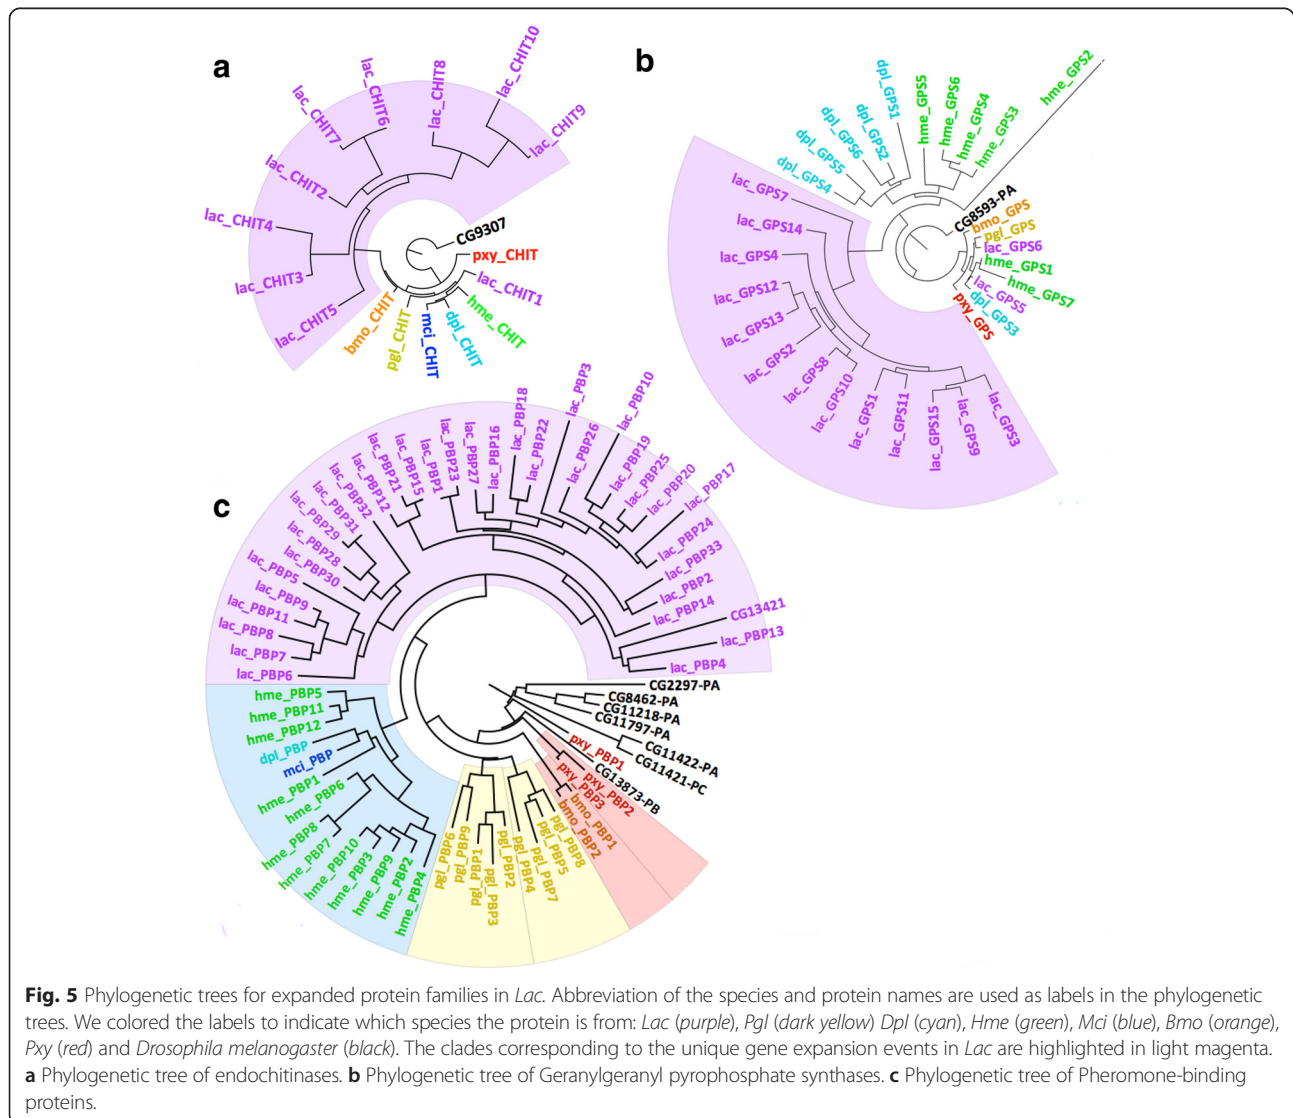 a
lac_CHIT10
lac_CHIT8
lac_CHIT6
lac_CHIT7
lac_CHIT9
lac_CHIT2
lac_CHIT4
lac_CHIT3
lac_CHIT5
CG9307
pxy_CHIT
lac_CHIT1
hme_CHIT
dpl_CHIT
mci_CHIT
pgl_CHIT
bmo_CHIT
b
hme_GPS2
dpl_GPS1
hme_GPS5
hme_GPS6
hme_GPS4
hme_GPS3
dpl_GPS2
dpl_GPS6
dpl_GPS5
dpl_GPS4
lac_GPS7
lac_GPS14
lac_GPS4
lac_GPS12
lac_GPS13
lac_GPS2
lac_GPS8
lac_GPS10
lac_GPS1
lac_GPS11
lac_GPS15
lac_GPS9
lac_GPS3
CG8593-PA
bmo_GPS
pgl_GPS
lac_GPS6
hme_GPS1
hme_GPS7
lac_GPS5
dpl_GPS3
pxy_GPS
c
lac_PBP6
lac_PBP7
lac_PBP8
lac_PBP11
lac_PBP9
lac_PBP5
lac_PBP30
lac_PBP28
lac_PBP29
lac_PBP31
lac_PBP32
lac_PBP12
lac_PBP21
lac_PBP15
lac_PBP1
lac_PBP23
lac_PBP27
lac_PBP16
lac_PBP18
lac_PBP22
lac_PBP3
lac_PBP26
lac_PBP10
lac_PBP19
lac_PBP25
lac_PBP20
lac_PBP17
lac_PBP24
lac_PBP33
lac_PBP2
lac_PBP14
CG13421
lac_PBP13
lac_PBP4
CG2297-PA
CG8462-PA
CG11218-PA
CG11797-PA
CG11422-PA
CG11421-PC
pxy_PBP1
CG13873-PB
pxy_PBP2
pxy_PBP3
bmo_PBP1
bmo_PBP2
pgl_PBP8
pgl_PBP5
pgl_PBP7
pgl_PBP4
pgl_PBP2
pgl_PBP3
pgl_PBP1
pgl_PBP9
pgl_PBP6
hme_PBP4
hme_PBP2
hme_PBP9
hme_PBP3
hme_PBP10
hme_PBP7
hme_PBP8
hme_PBP6
hme_PBP1
mci_PBP
dpl_PBP
hme_PBP12
hme_PBP11
hme_PBP5
Fig. 5 Phylogenetic trees for expanded protein families in Lac. Abbreviation of the species and protein names are used as labels in the phylogenetic
trees. We colored the labels to indicate which species the protein is from: Lac (purple), Pgl (dark yellow) Dpl (cyan), Hme (green), Mci (blue), Bmo (orange),
Pxy (red) and Drosophila melanogaster (black). The clades corresponding to the unique gene expansion events in Lac are highlighted in light magenta.
a Phylogenetic tree of endochitinases. b Phylogenetic tree of Geranylgeranyl pyrophosphate synthases. c Phylogenetic tree of Pheromone-binding
proteins.